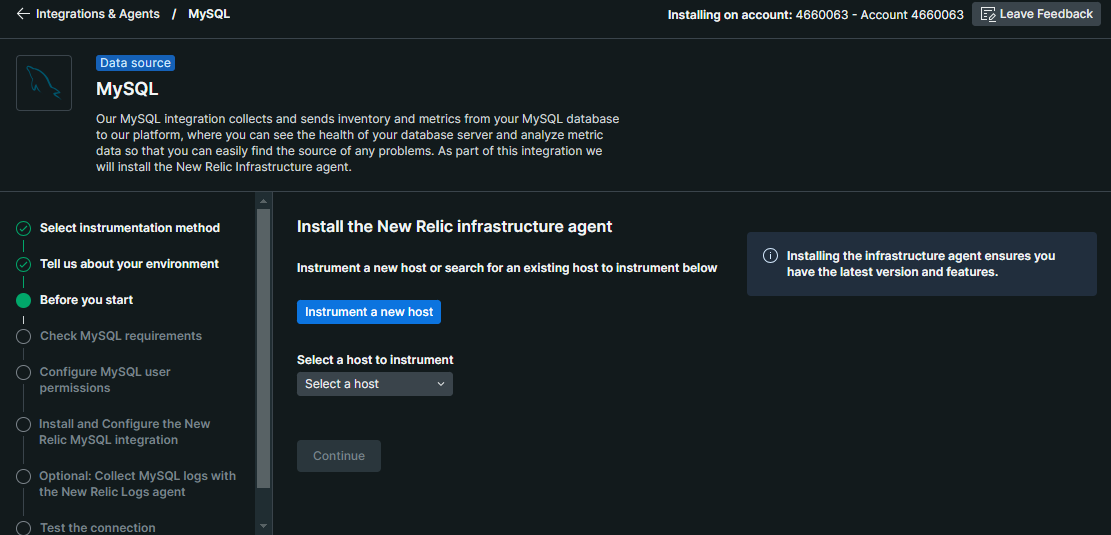 Integrations & Agents / MySQL
Installing on account: 4660063 - Account 4660063
Leave Feedback
Data source
MySQL
Our MySQL integration collects and sends inventory and metrics from your MySQL database
to our platform, where you can see the health of your database server and analyze metric
data so that you can easily find the source of any problems. As part of this integration we
will install the New Relic Infrastructure agent.
Select instrumentation method
Tell us about your environment
Before you start
Check MySQL requirements
Configure MySQL user
permissions
Install and Configure the New
Relic MySQL integration
Optional: Collect MySQL logs with
the New Relic Logs agent
Test the connection
Install the New Relic infrastructure agent
Instrument a new host or search for an existing host to instrument below
Instrument a new host
Select a host to instrument
Select a host
Continue
Installing the infrastructure agent ensures you
have the latest version and features.